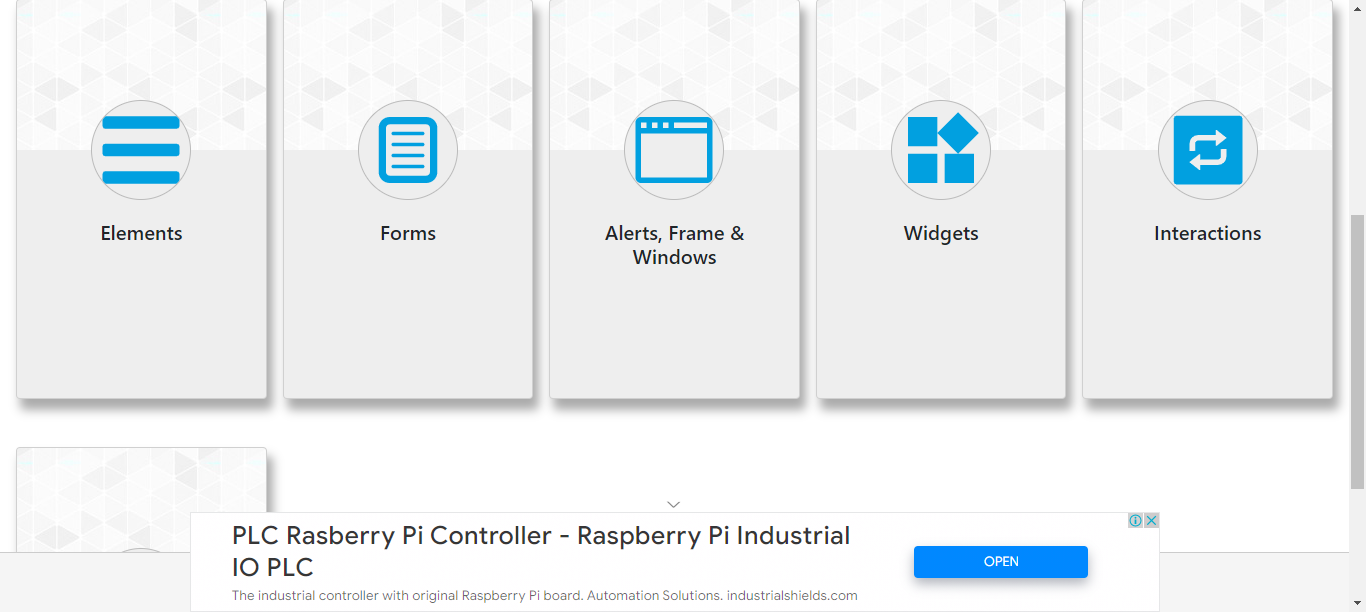 Elements
Forms
Alerts, Frame &
Windows
Widgets
Interactions
PLC Rasberry Pi Controller - Raspberry Pi Industrial
IO PLC
The industrial controller with original Raspberry Pi board. Automation Solutions. industrialshields.com
OPEN